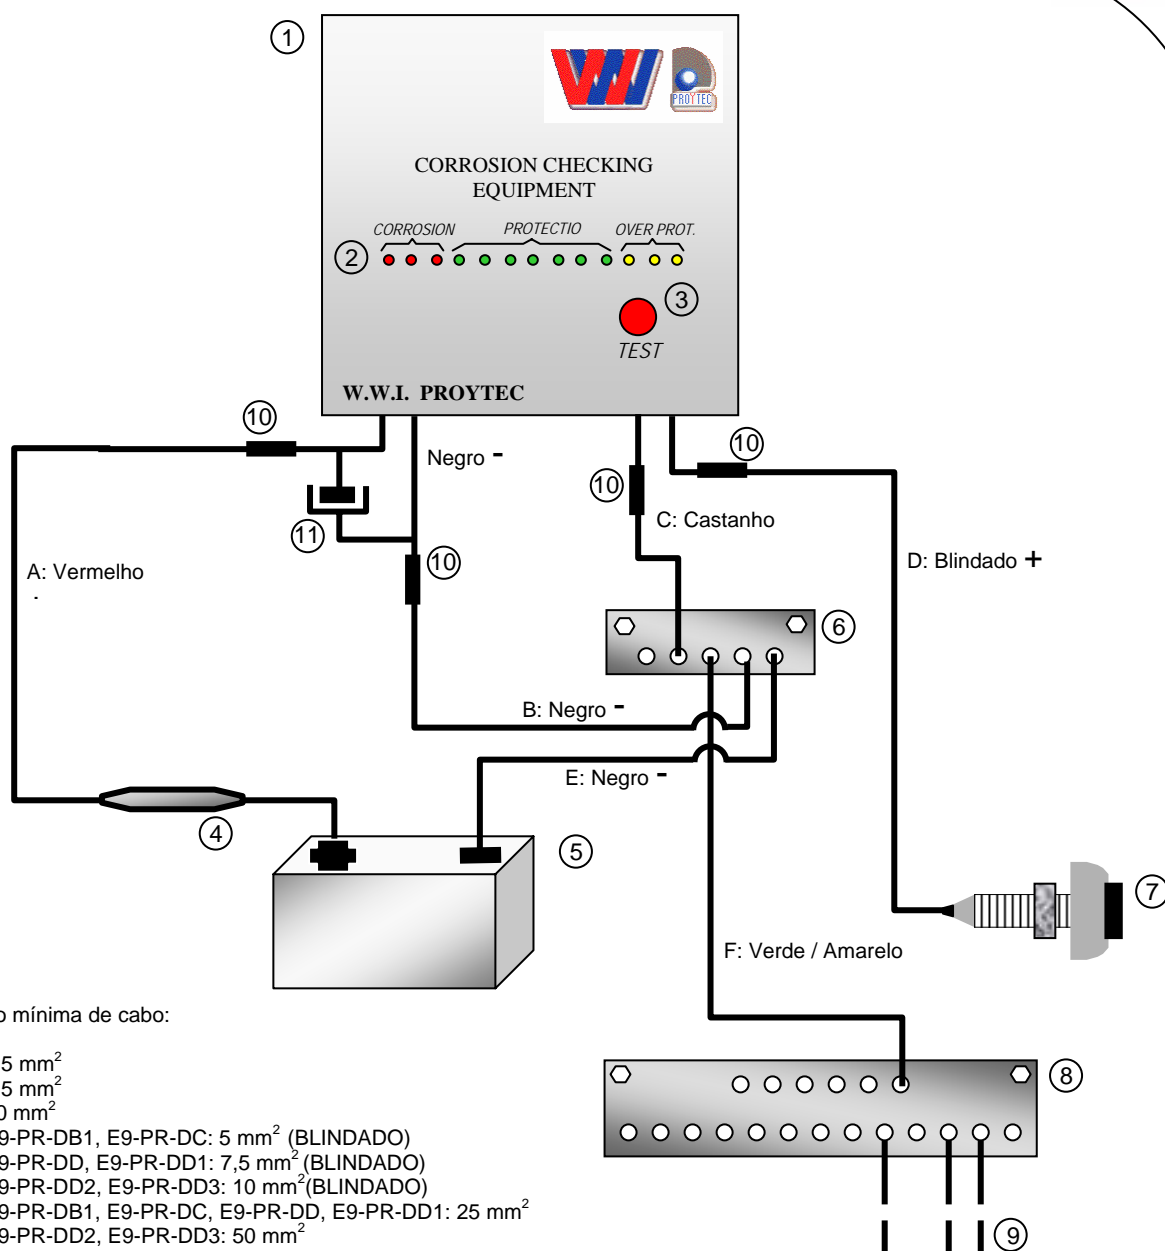 1
PROYTEC
CORROSION CHECKING
EQUIPMENT
CORROSION PROTECTIO OVER PROT.
2
3
TEST
W.W.I. PROYTEC
10
Negro -
10
10
C: Castanho
11
10
A: Vermelho
D: Blindado +
6
B: Negro -
E: Negro -
4
5
7
F: Verde / Amarelo
o mínima de cabo:
5 mm²
5 mm²
0 mm²
9-PR-DB1, E9-PR-DC: 5 mm² (BLINDADO)
9-PR-DD, E9-PR-DD1: 7,5 mm² (BLINDADO)
9-PR-DD2, E9-PR-DD3: 10 mm²(BLINDADO)
9-PR-DB1, E9-PR-DC, E9-PR-DD, E9-PR-DD1: 25 mm²
9-PR-DD2, E9-PR-DD3: 50 mm²
8
9